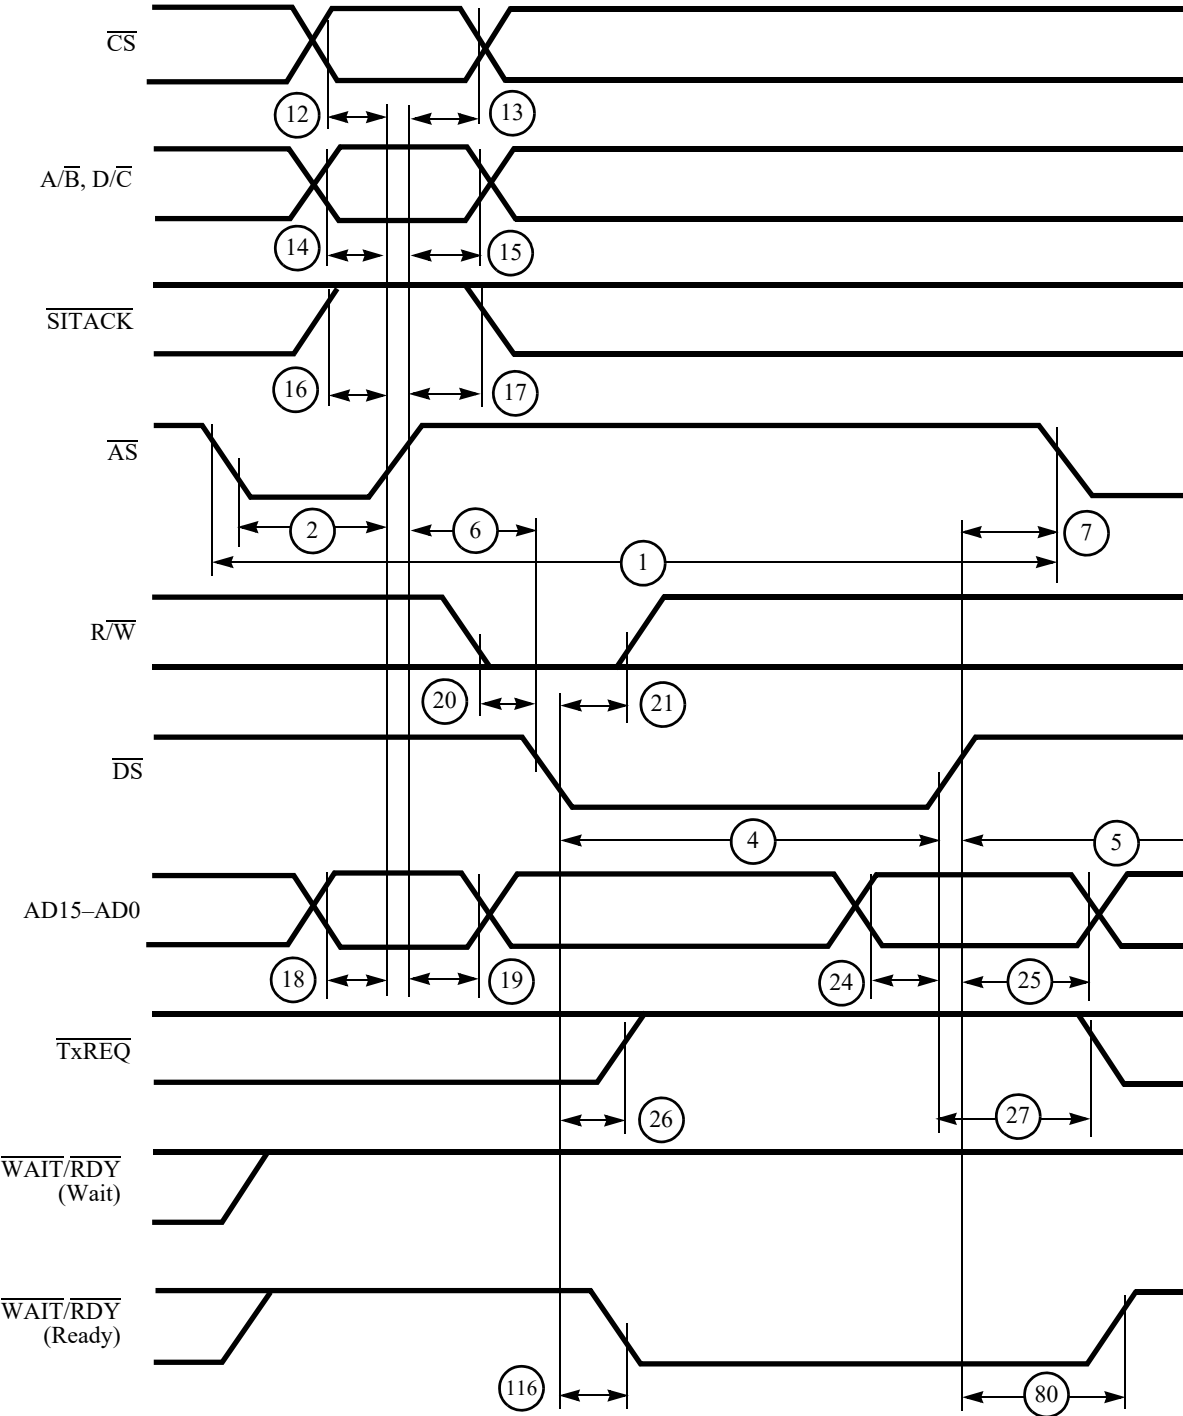 CS
12
13
A/B, D/C
14
15
SITACK
16
17
AS
2
6
7
1
R/W
20
21
DS
4
5
AD15–AD0
18
19
24
25
TxREQ
26
27
WAIT/RDY
(Wait)
WAIT/RDY
(Ready)
116
80